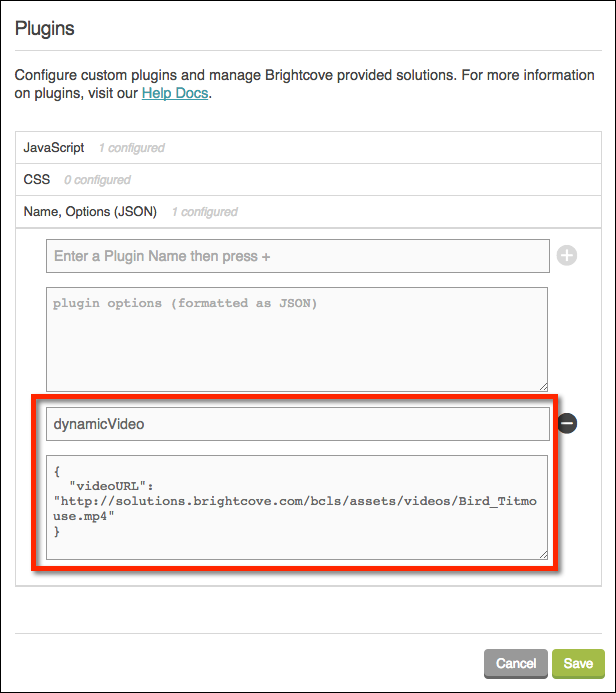 Plugins
Configure custom plugins and manage Brightcove provided solutions. For more information
on plugins, visit our Help Docs.
JavaScript 1 configured
CSS 0 configured
Name, Options (JSON) 1 configured
Enter a Plugin Name then press +
plugin options (formatted as JSON)
dynamicVideo
{
"videoURL":
"http://solutions.brightcove.com/bcls/assets/videos/Bird_Titmo
use.mp4"
}
Cancel Save